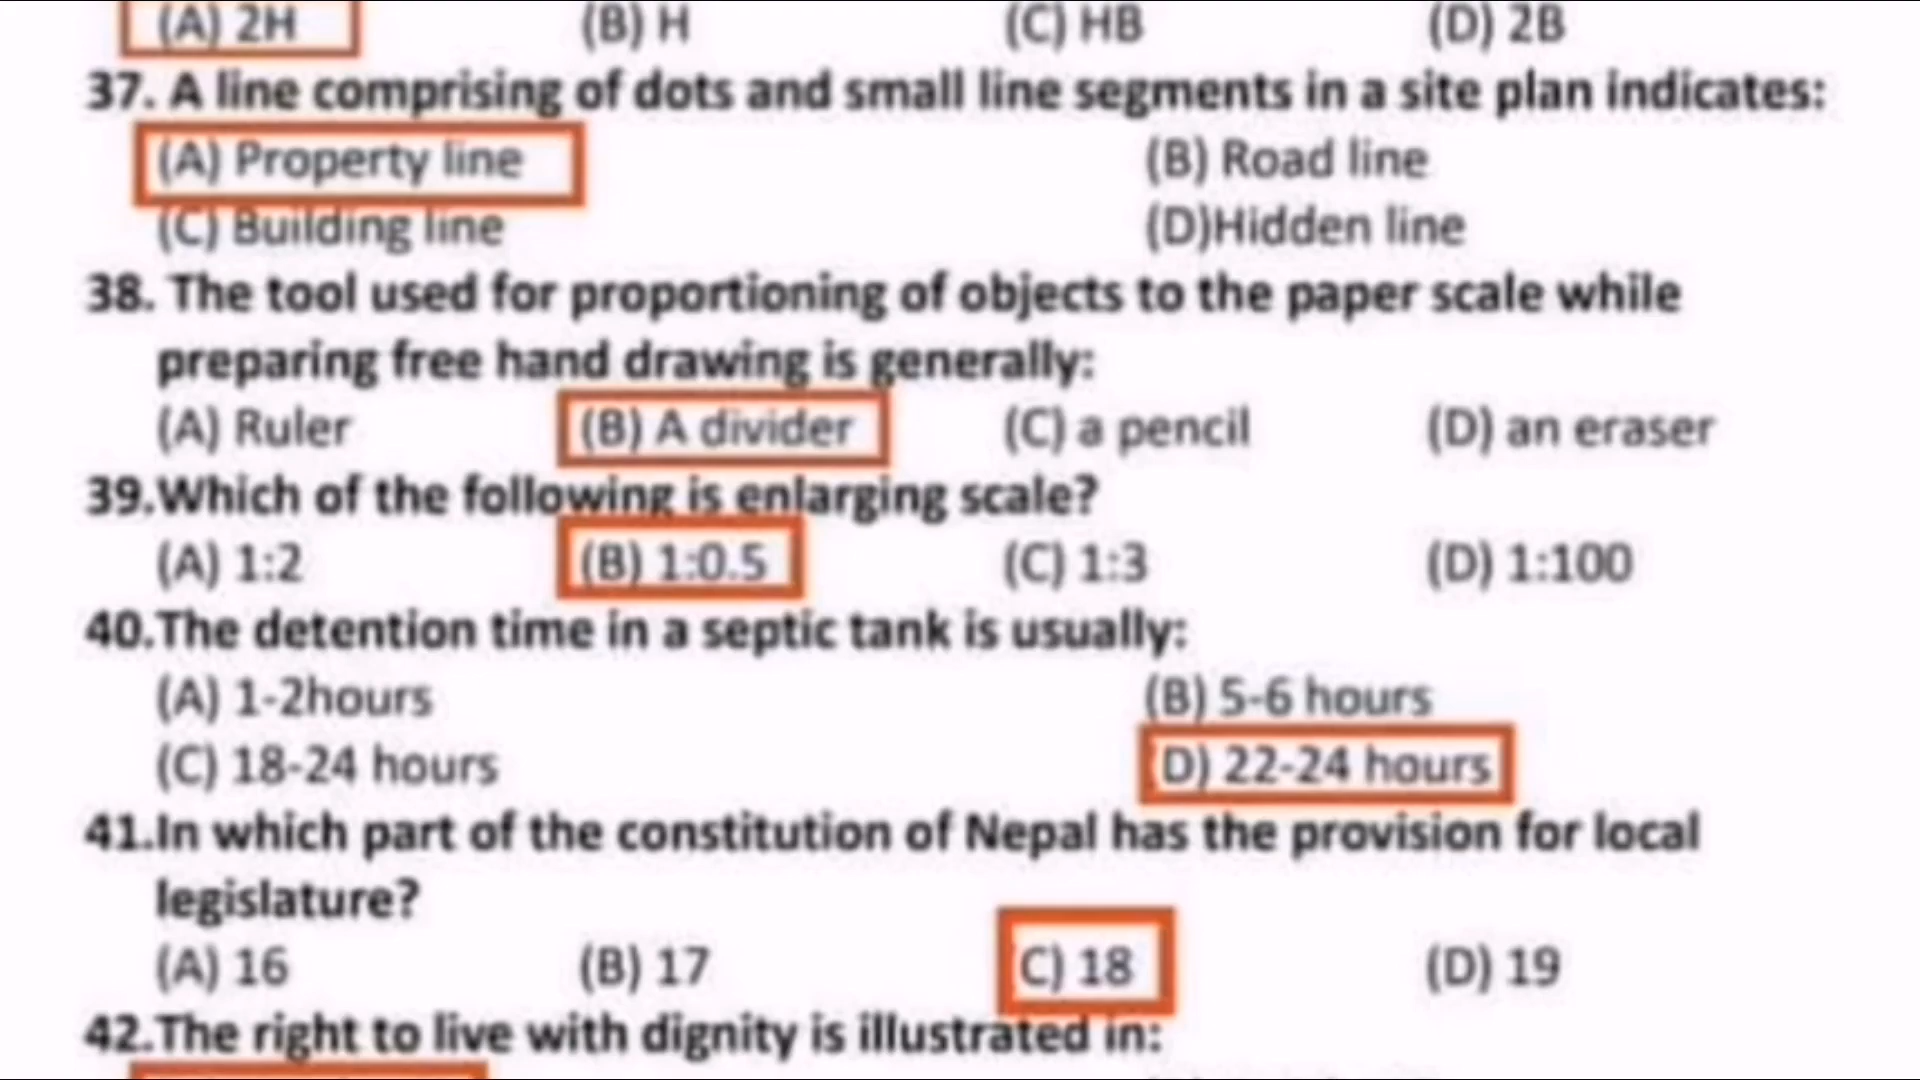 (A) 2H (B) H (C) HB (D) 2B
37. A line comprising of dots and small line segments in a site plan indicates:
(A) Property line (B) Road line
(C) Building line (D)Hidden line
38. The tool used for proportioning of objects to the paper scale while
preparing free hand drawing is generally:
(A) Ruler (B) A divider (C) a pencil (D) an eraser
39.Which of the following is enlarging scale?
(A) 1:2 (B) 1:0.5 (C) 1:3 (D) 1:100
40.The detention time in a septic tank is usually:
(A) 1-2hours (B) 5-6 hours
(C) 18-24 hours D) 22-24 hours
41.In which part of the constitution of Nepal has the provision for local
legislature?
(A) 16 (B) 17 C) 18 (D) 19
42.The right to live with dignity is illustrated in: